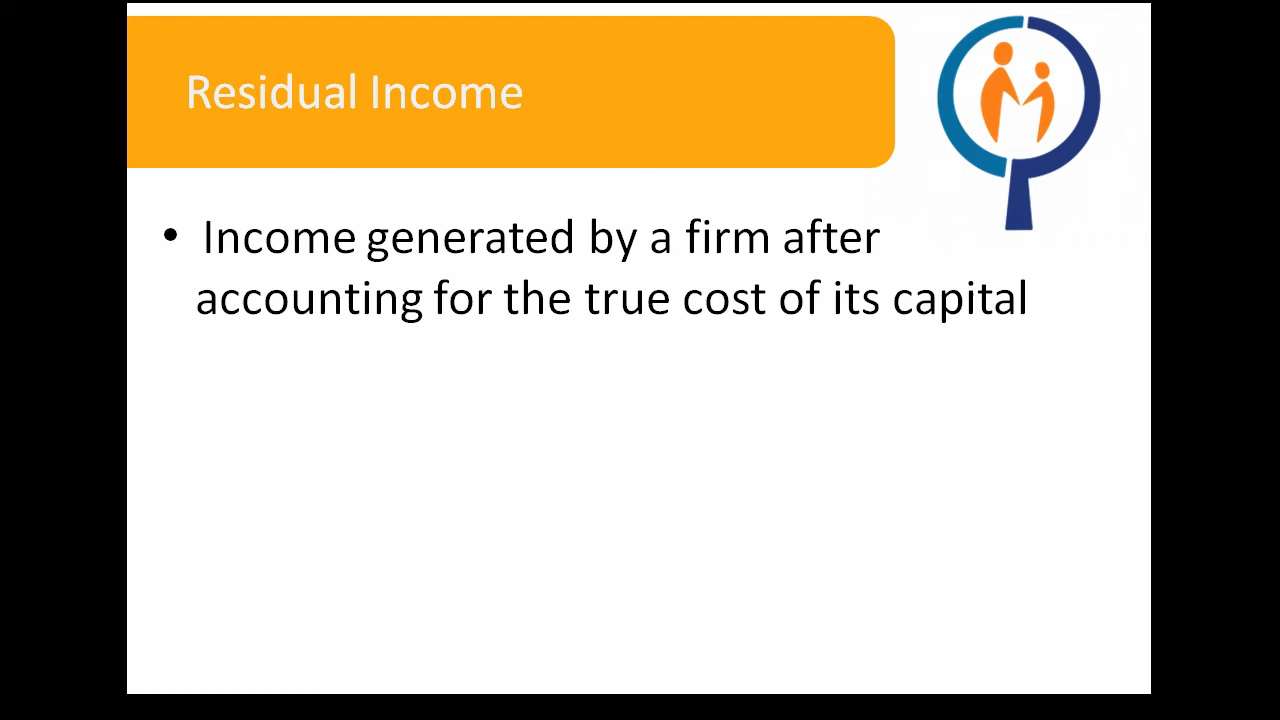 Residual Income
• Income generated by a firm after
accounting for the true cost of its capital